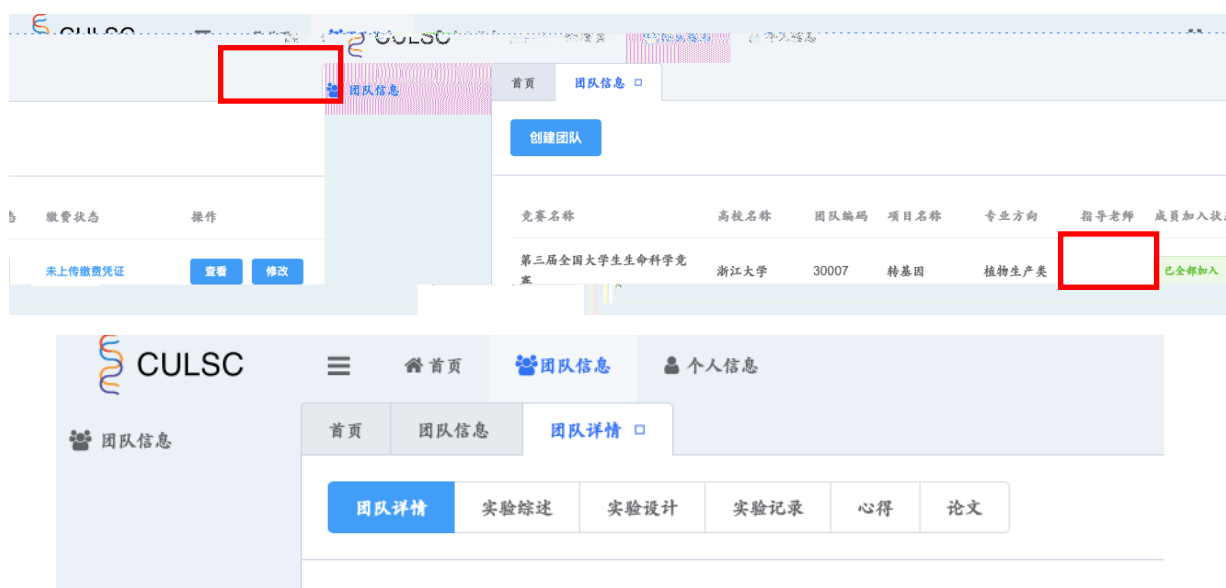 CULSC
CULSC
团队信息
首页 团队信息
创建团队
缴费状态 操作
竞赛名称 高校名称 团队编码 项目名称 专业方向 指导老师 成员加入状态
未上传缴费凭证 查看 修改
第三届全国大学生生命科学竞赛 浙江大学 30007 转基因 植物生产类 已全部加入
CULSC 首页 团队信息 个人信息
团队信息
首页 团队信息 团队详情
团队详情 实验综述 实验设计 实验记录 心得 论文